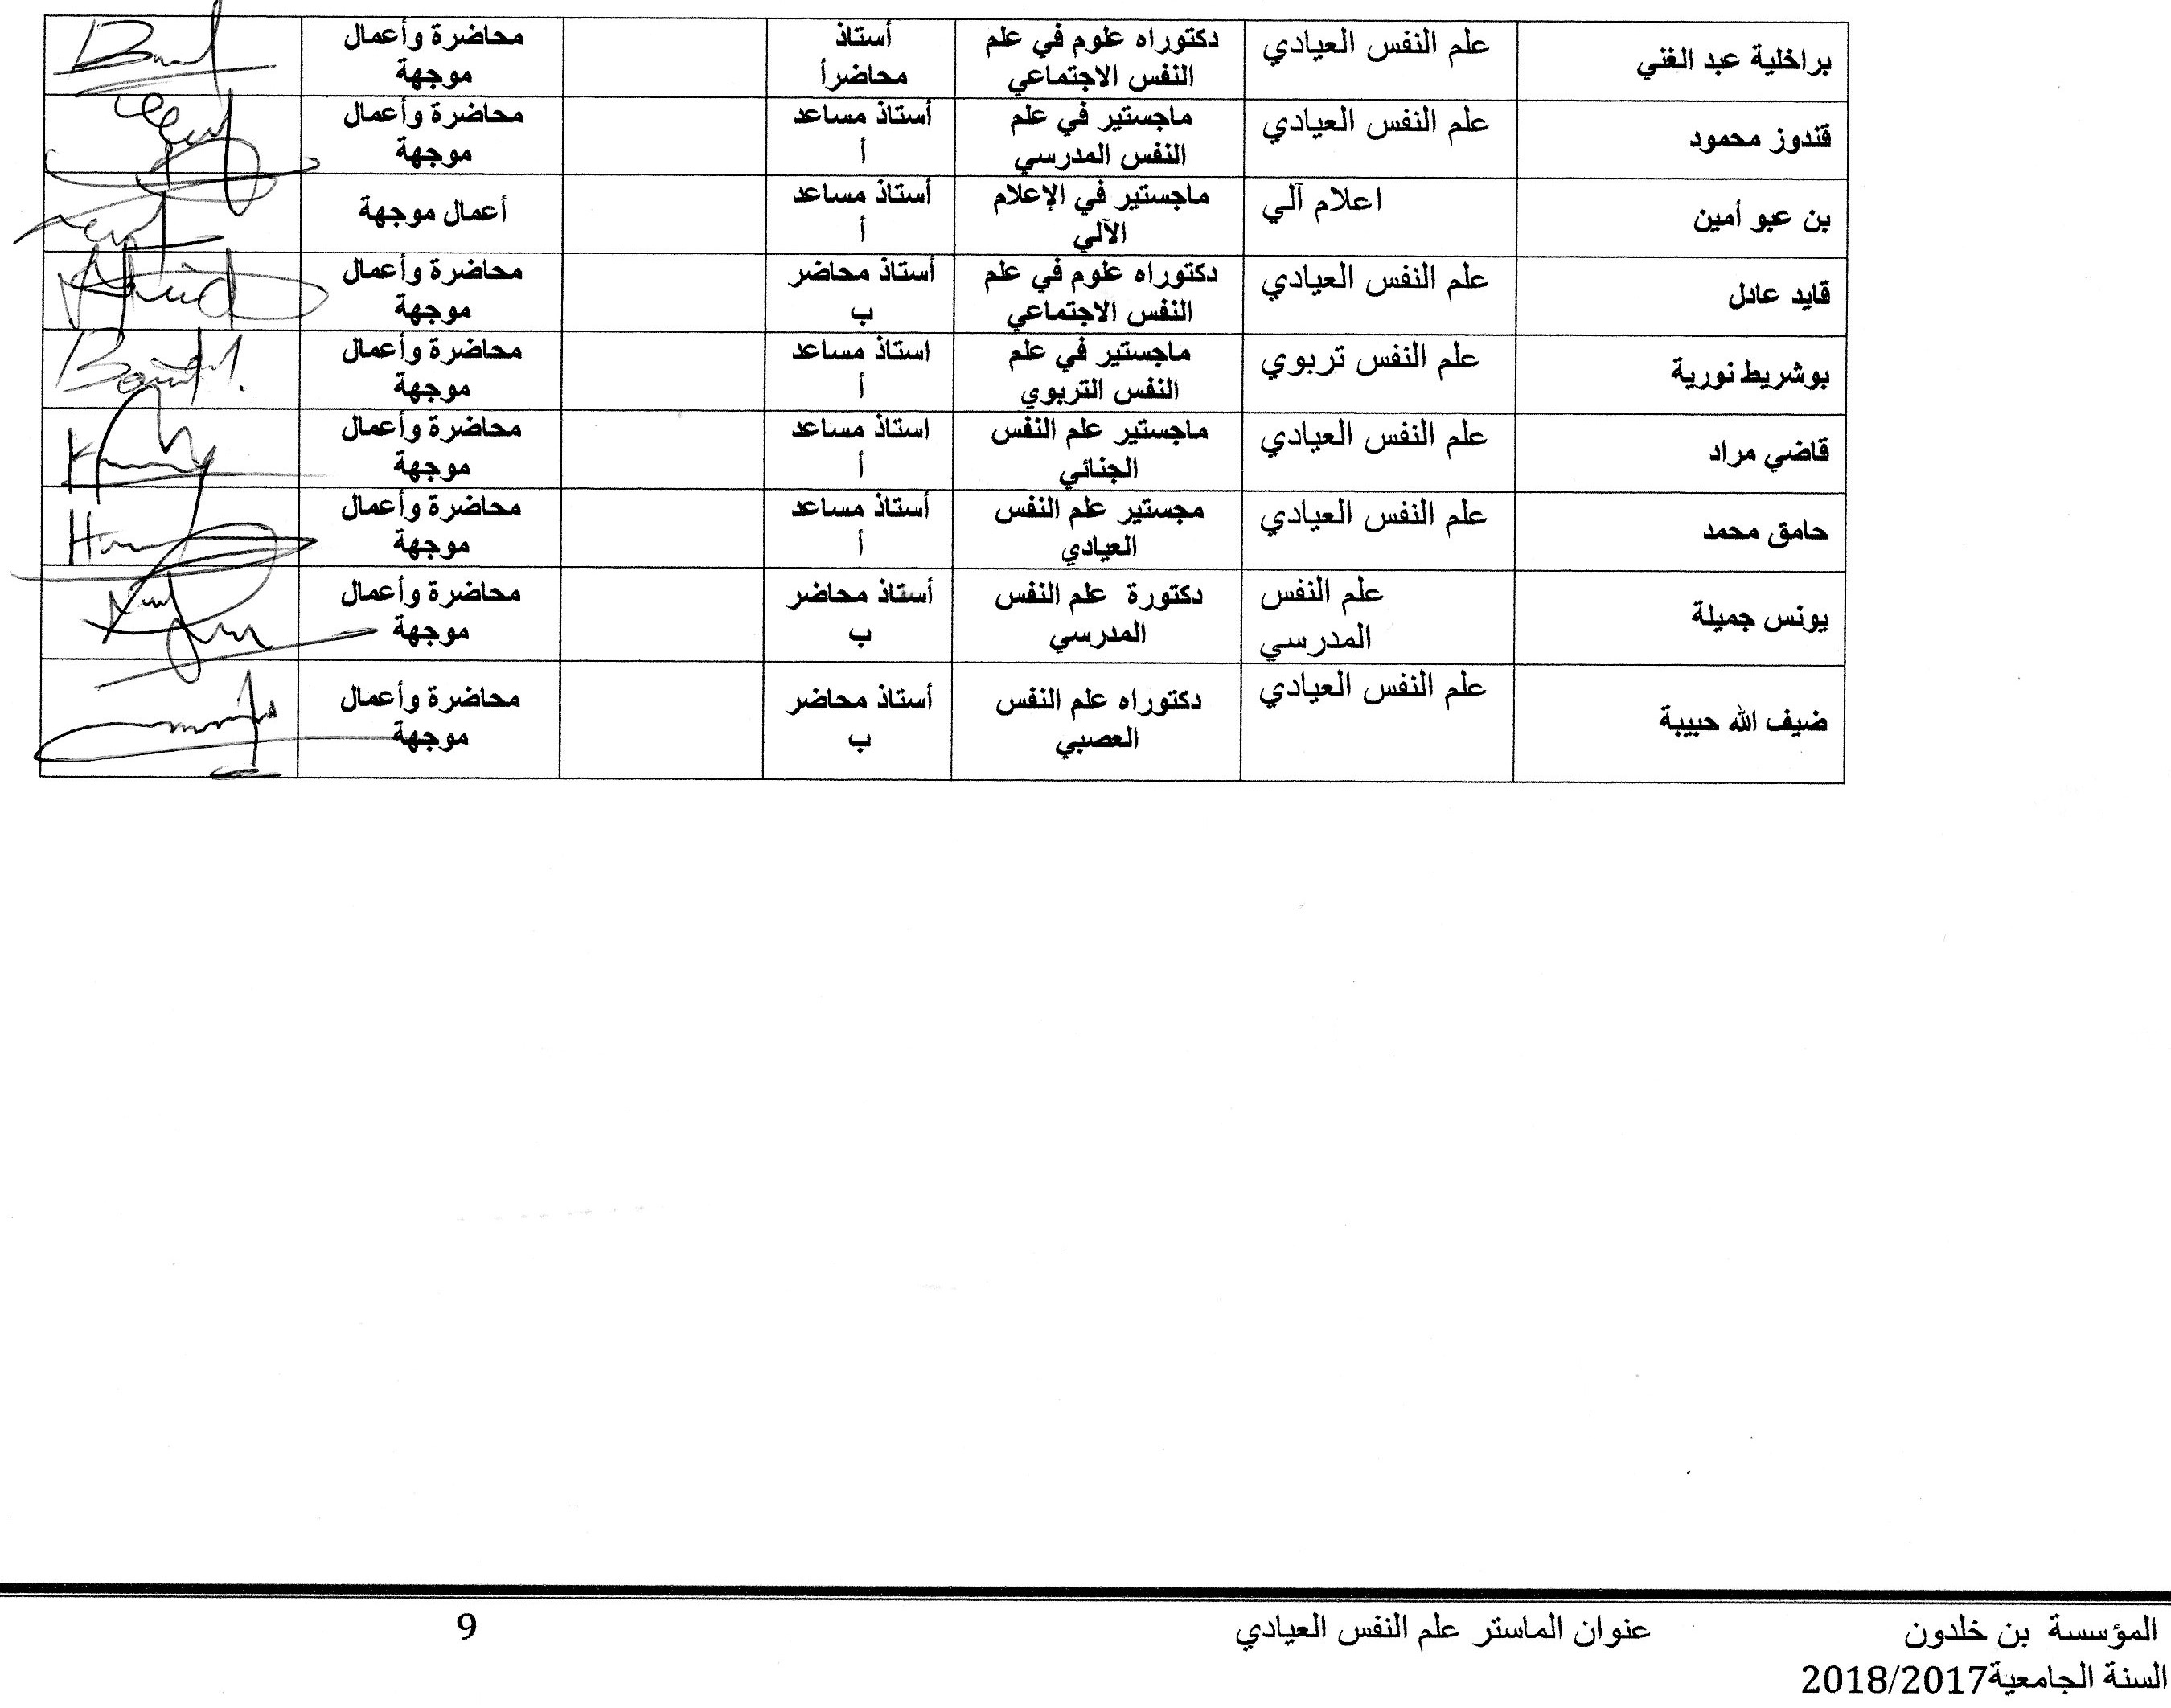 براخلية عبد الغني
علم النفس العيادي
دكتوراه علوم في علم
النفس الاجتماعي
أستاذ
محاضرأ
محاضرة وأعمال
موجهة
قندوز محمود
علم النفس العيادي
ماجستير في علم
النفس المدرسي
أستاذ مساعد
أ
محاضرة وأعمال
موجهة
بن عبو أمين
اعلام آلي
ماجستير في الإعلام
الآلي
أستاذ مساعد
أ
أعمال موجهة
قايد عادل
علم النفس العيادي
دكتوراه علوم في علم
النفس الاجتماعي
أستاذ محاضر
ب
محاضرة وأعمال
موجهة
بوشريط نورية
علم النفس تربوي
ماجستير في علم
النفس التربوي
استاذ مساعد
أ
محاضرة وأعمال
موجهة
قاضي مراد
علم النفس العيادي
ماجستير علم النفس
الجنائي
استاذ مساعد
أ
محاضرة وأعمال
موجهة
حامق محمد
علم النفس العيادي
مجستير علم النفس
العيادي
أستاذ مساعد
أ
محاضرة وأعمال
موجهة
يونس جميلة
علم النفس
المدرسي
دكتورة علم النفس
المدرسي
أستاذ محاضر
ب
محاضرة وأعمال
موجهة
ضيف الله حبيبة
علم النفس العيادي
دكتوراه علم النفس
العصبي
أستاذ محاضر
ب
محاضرة وأعمال
موجهة
المؤسسة بن خلدون
عنوان الماستر علم النفس العيادي
9
السنة الجامعية2018/2017